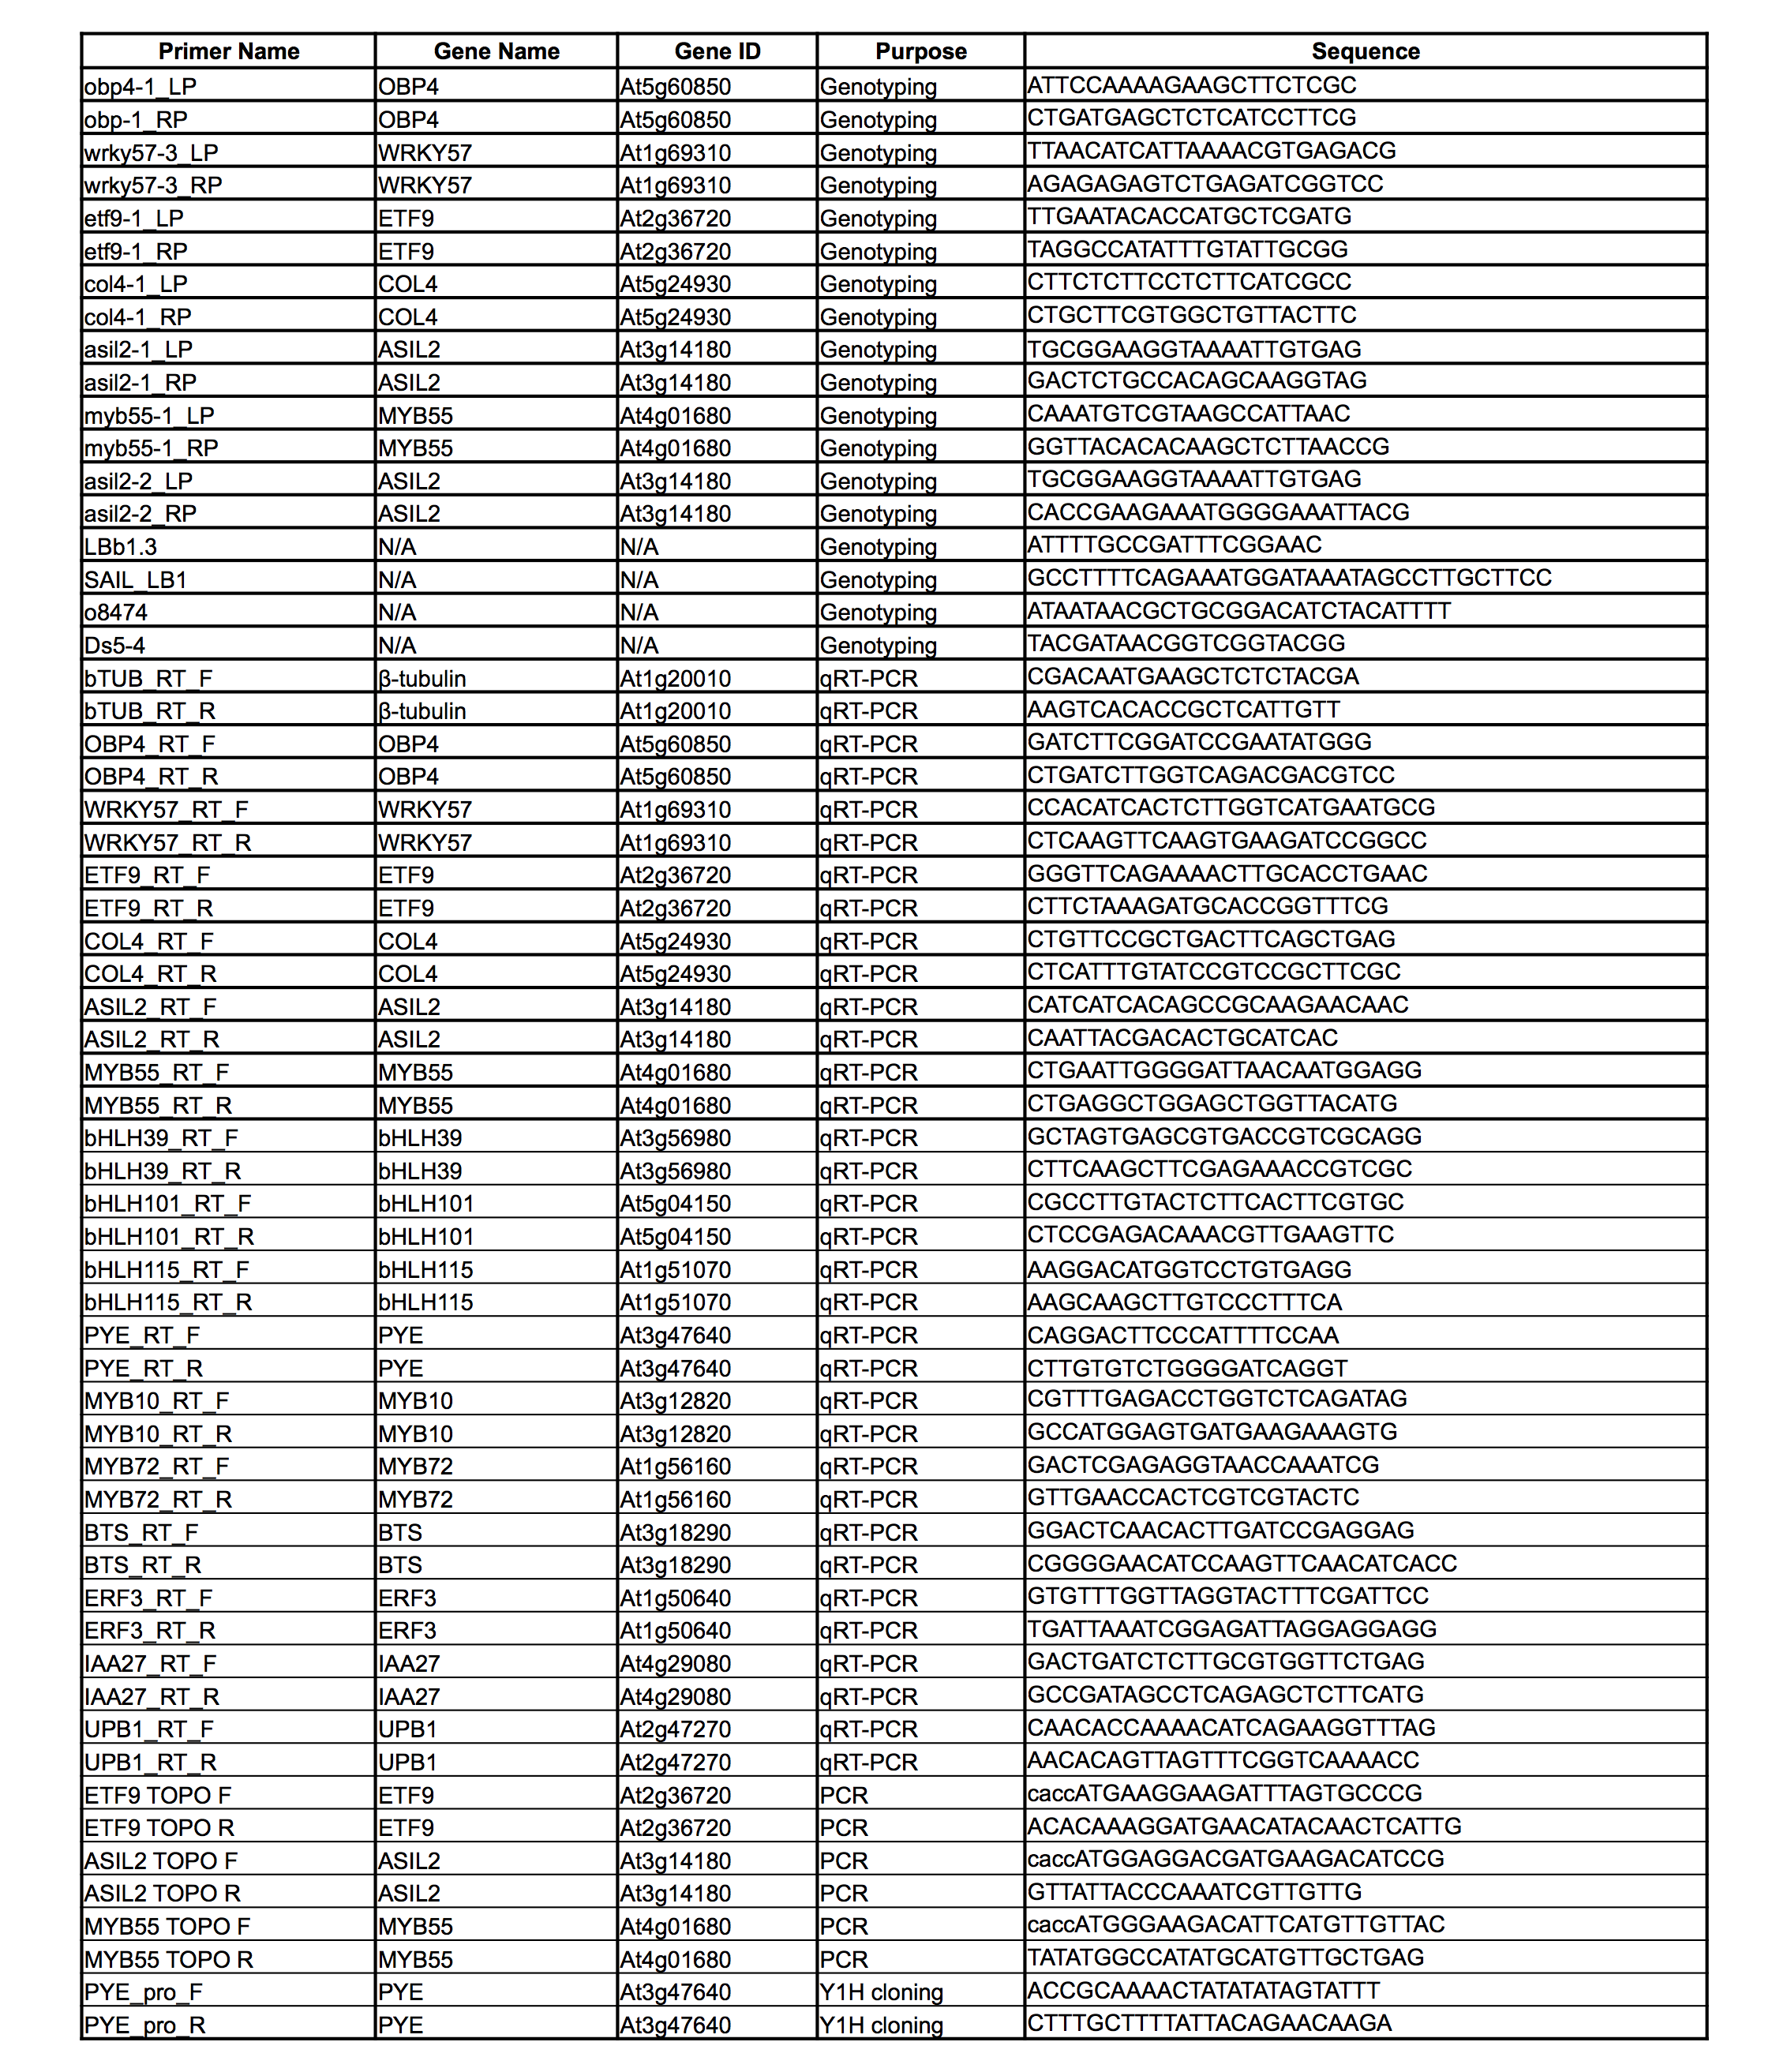 Primer Name Gene Name Gene ID Purpose Sequence
obp4-1_LP OBP4 At5g60850 Genotyping ATTCCAAAAGAAGCTTCTCGC
obp-1_RP OBP4 At5g60850 Genotyping CTGATGAGCTCTCATCCTTCG
wrky57-3_LP WRKY57 At1g69310 Genotyping TTAACATCATTAAAACGTGAGACG
wrky57-3_RP WRKY57 At1g69310 Genotyping AGAGAGAGTCTGAGATCGGTCC
etf9-1_LP ETF9 At2g36720 Genotyping TTGAATACACCATGCTCGATG
etf9-1_RP ETF9 At2g36720 Genotyping TAGGCCATATTTGTATTGCGG
col4-1_LP COL4 At5g24930 Genotyping CTTCTCTTCCTCTTCATCGCC
col4-1_RP COL4 At5g24930 Genotyping CTGCTTCGTGGCTGTTACTTC
asil2-1_LP ASIL2 At3g14180 Genotyping TGCGGAAGGTAAAATTGTGAG
asil2-1_RP ASIL2 At3g14180 Genotyping GACTCTGCCACAGCAAGGTAG
myb55-1_LP MYB55 At4g01680 Genotyping CAAATGTCGTAAGCCATTAAC
myb55-1_RP MYB55 At4g01680 Genotyping GGTTACACACAAGCTCTTAACCG
asil2-2_LP ASIL2 At3g14180 Genotyping TGCGGAAGGTAAAATTGTGAG
asil2-2_RP ASIL2 At3g14180 Genotyping CACCGAAGAAATGGGGAAATTACG
LBb1.3 N/A N/A Genotyping ATTTTGCCGATTTCGGAAC
SAIL_LB1 N/A N/A Genotyping GCCTTTTCAGAAATGGATAAATAGCCTTGCTTCC
o8474 N/A N/A Genotyping ATAATAACGCTGCGGACATCTACATTTT
Ds5-4 N/A N/A Genotyping TACGATAACGGTCGGTACGG
bTUB_RT_F β-tubulin At1g20010 qRT-PCR CGACAATGAAGCTCTCTACGA
bTUB_RT_R β-tubulin At1g20010 qRT-PCR AAGTCACACCGCTCATTGTT
OBP4_RT_F OBP4 At5g60850 qRT-PCR GATCTTCGGATCCGAATATGGG
OBP4_RT_R OBP4 At5g60850 qRT-PCR CTGATCTTGGTCAGACGACGTCC
WRKY57_RT_F WRKY57 At1g69310 qRT-PCR CCACATCACTCTTGGTCATGAATGCG
WRKY57_RT_R WRKY57 At1g69310 qRT-PCR CTCAAGTTCAAGTGAAGATCCGGCC
ETF9_RT_F ETF9 At2g36720 qRT-PCR GGGTTCAGAAAACTTGCACCTGAAC
ETF9_RT_R ETF9 At2g36720 qRT-PCR CTTCTAAAGATGCACCGGTTTCG
COL4_RT_F COL4 At5g24930 qRT-PCR CTGTTCCGCTGACTTCAGCTGAG
COL4_RT_R COL4 At5g24930 qRT-PCR CTCATTTGTATCCGTCCGCTTCGC
ASIL2_RT_F ASIL2 At3g14180 qRT-PCR CATCATCACAGCCGCAAGAACAAC
ASIL2_RT_R ASIL2 At3g14180 qRT-PCR CAATTACGACACTGCATCAC
MYB55_RT_F MYB55 At4g01680 qRT-PCR CTGAATTGGGGATTAACAATGGAGG
MYB55_RT_R MYB55 At4g01680 qRT-PCR CTGAGGCTGGAGCTGGTTACATG
bHLH39_RT_F bHLH39 At3g56980 qRT-PCR GCTAGTGAGCGTGACCGTCGCAGG
bHLH39_RT_R bHLH39 At3g56980 qRT-PCR CTTCAAGCTTCGAGAAACCGTCGC
bHLH101_RT_F bHLH101 At5g04150 qRT-PCR CGCCTTGTACTCTTCACTTCGTGC
bHLH101_RT_R bHLH101 At5g04150 qRT-PCR CTCCGAGACAAACGTTGAAGTTC
bHLH115_RT_F bHLH115 At1g51070 qRT-PCR AAGGACATGGTCCTGTGAGG
bHLH115_RT_R bHLH115 At1g51070 qRT-PCR AAGCAAGCTTGTCCCTTTCA
PYE_RT_F PYE At3g47640 qRT-PCR CAGGACTTCCCATTTTCCAA
PYE_RT_R PYE At3g47640 qRT-PCR CTTGTGTCTGGGGATCAGGT
MYB10_RT_F MYB10 At3g12820 qRT-PCR CGTTTGAGACCTGGTCTCAGATAG
MYB10_RT_R MYB10 At3g12820 qRT-PCR GCCATGGAGTGATGAAGAAAGTG
MYB72_RT_F MYB72 At1g56160 qRT-PCR GACTCGAGAGGTAACCAAATCG
MYB72_RT_R MYB72 At1g56160 qRT-PCR GTTGAACCACTCGTCGTACTC
BTS_RT_F BTS At3g18290 qRT-PCR GGACTCAACACTTGATCCGAGGAG
BTS_RT_R BTS At3g18290 qRT-PCR CGGGGAACATCCAAGTTCAACATCACC
ERF3_RT_F ERF3 At1g50640 qRT-PCR GTGTTTGGTTAGGTACTTTCGATTCC
ERF3_RT_R ERF3 At1g50640 qRT-PCR TGATTAAATCGGAGATTAGGAGGAGG
IAA27_RT_F IAA27 At4g29080 qRT-PCR GACTGATCTCTTGCGTGGTTCTGAG
IAA27_RT_R IAA27 At4g29080 qRT-PCR GCCGATAGCCTCAGAGCTCTTCATG
UPB1_RT_F UPB1 At2g47270 qRT-PCR CAACACCAAAACATCAGAAGGTTTAG
UPB1_RT_R UPB1 At2g47270 qRT-PCR AACACAGTTAGTTTCGGTCAAAACC
ETF9 TOPO F ETF9 At2g36720 PCR caccATGAAGGAAGATTTAGTGCCCG
ETF9 TOPO R ETF9 At2g36720 PCR ACACAAAGGATGAACATACAACTCATTG
ASIL2 TOPO F ASIL2 At3g14180 PCR caccATGGAGGACGATGAAGACATCCG
ASIL2 TOPO R ASIL2 At3g14180 PCR GTTATTACCCAAATCGTTGTTG
MYB55 TOPO F MYB55 At4g01680 PCR caccATGGGAAGACATTCATGTTGTTAC
MYB55 TOPO R MYB55 At4g01680 PCR TATATGGCCATATGCATGTTGCTGAG
PYE_pro_F PYE At3g47640 Y1H cloning ACCGCAAAACTATATATAGTATTT
PYE_pro_R PYE At3g47640 Y1H cloning CTTTGCTTTTATTACAGAACAAGA